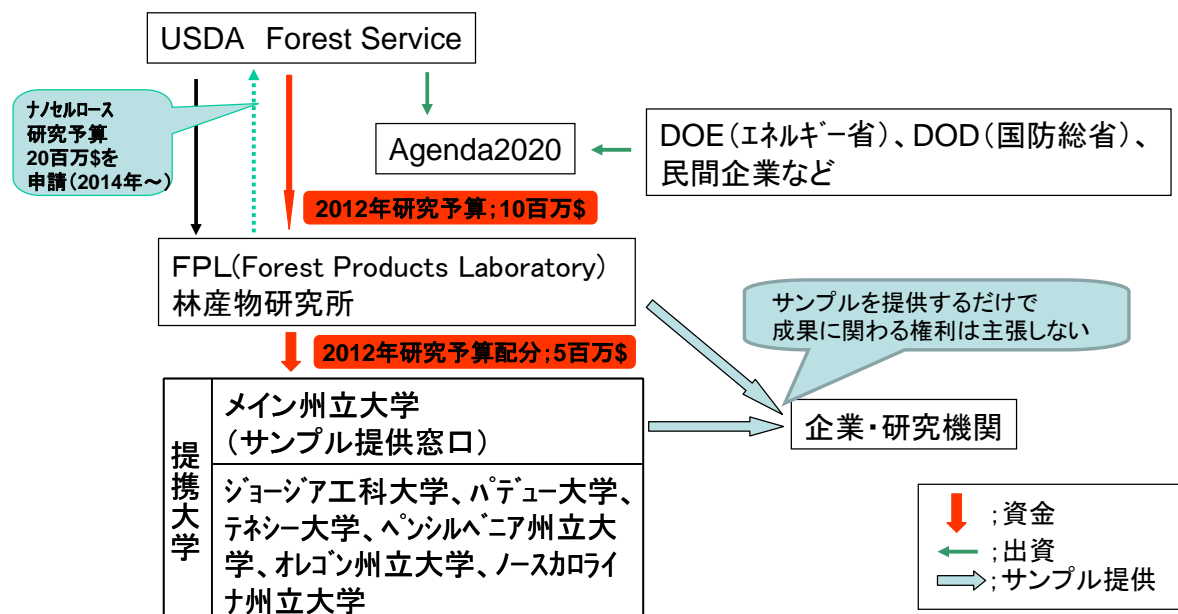 USDA Forest Service
ナノセルロース
研究予算
20百万$を
申請(2014年～)
Agenda2020
DOE(エネルギー省)、DOD(国防総省)、
民間企業など
2012年研究予算;10百万$
FPL(Forest Products Laboratory)
林産物研究所
サンプルを提供するだけで
成果に関わる権利は主張しない
2012年研究予算配分;5百万$
提携大学
メイン州立大学
(サンプル提供窓口)
ジョージア工科大学、パデュー大学、
テネシー大学、ペンシルベニア州立大
学、オレゴン州立大学、ノースカロライ
ナ州立大学
企業・研究機関
;資金
;出資
;サンプル提供